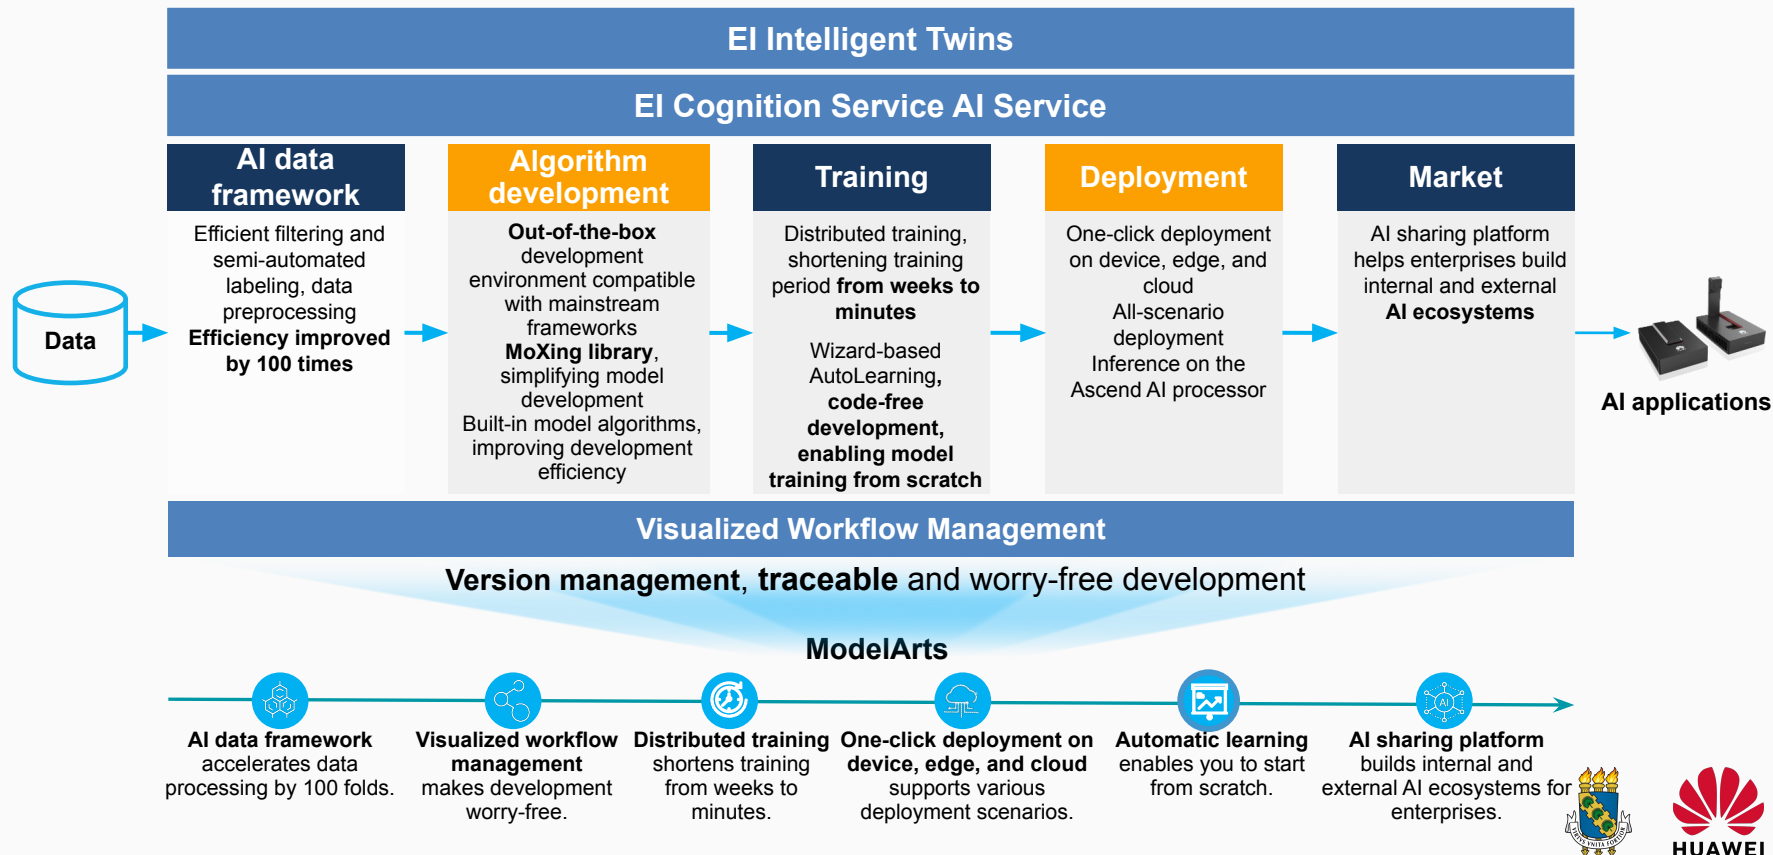 EI Intelligent Twins
EI Cognition Service AI Service
AI data
framework
Efficient filtering and
semi-automated
labeling, data
preprocessing
Efficiency improved
by 100 times
Algorithm
development
Out-of-the-box
development
environment compatible
with mainstream
frameworks
MoXing library,
simplifying model
development
Built-in model algorithms,
improving development
efficiency
Training
Distributed training,
shortening training
period from weeks to
minutes
Wizard-based
AutoLearning,
code-free
development,
enabling model
training from scratch
Deployment
One-click deployment
on device, edge, and
cloud
All-scenario
deployment
Inference on the
Ascend AI processor
Market
AI sharing platform
helps enterprises build
internal and external
AI ecosystems
Data
AI applications
Visualized Workflow Management
Version management, traceable and worry-free development
ModelArts
AI data framework
accelerates data
processing by 100 folds.
Visualized workflow
management
makes development
worry-free.
Distributed training
shortens training
from weeks to
minutes.
One-click deployment on
device, edge, and cloud
supports various
deployment scenarios.
Automatic learning
enables you to start
from scratch.
AI
AI sharing platform
builds internal and
external AI ecosystems for
enterprises.
VIRTVS VNITA FORTIOR
HUAWEI